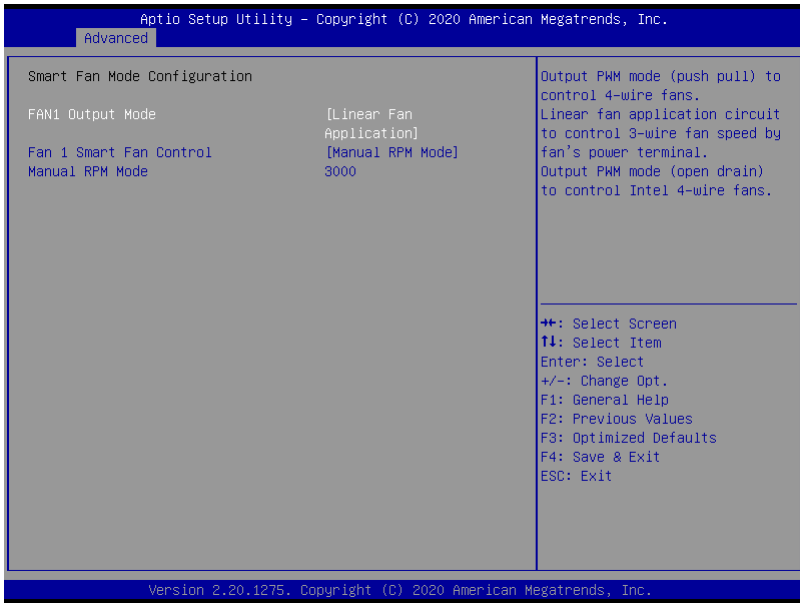 Aptio Setup Utility – Copyright (C) 2020 American Megatrends, Inc.
Advanced
Smart Fan Mode Configuration
FAN1 Output Mode [Linear Fan
Application]
Fan 1 Smart Fan Control [Manual RPM Mode]
Manual RPM Mode 3000
Output PWM mode (push pull) to
control 4-wire fans.
Linear fan application circuit
to control 3-wire fan speed by
fan's power terminal.
Output PWM mode (open drain)
to control Intel 4-wire fans.
→←: Select Screen
↑↓: Select Item
Enter: Select
+/-: Change Opt.
F1: General Help
F2: Previous Values
F3: Optimized Defaults
F4: Save & Exit
ESC: Exit
Version 2.20.1275. Copyright (C) 2020 American Megatrends, Inc.